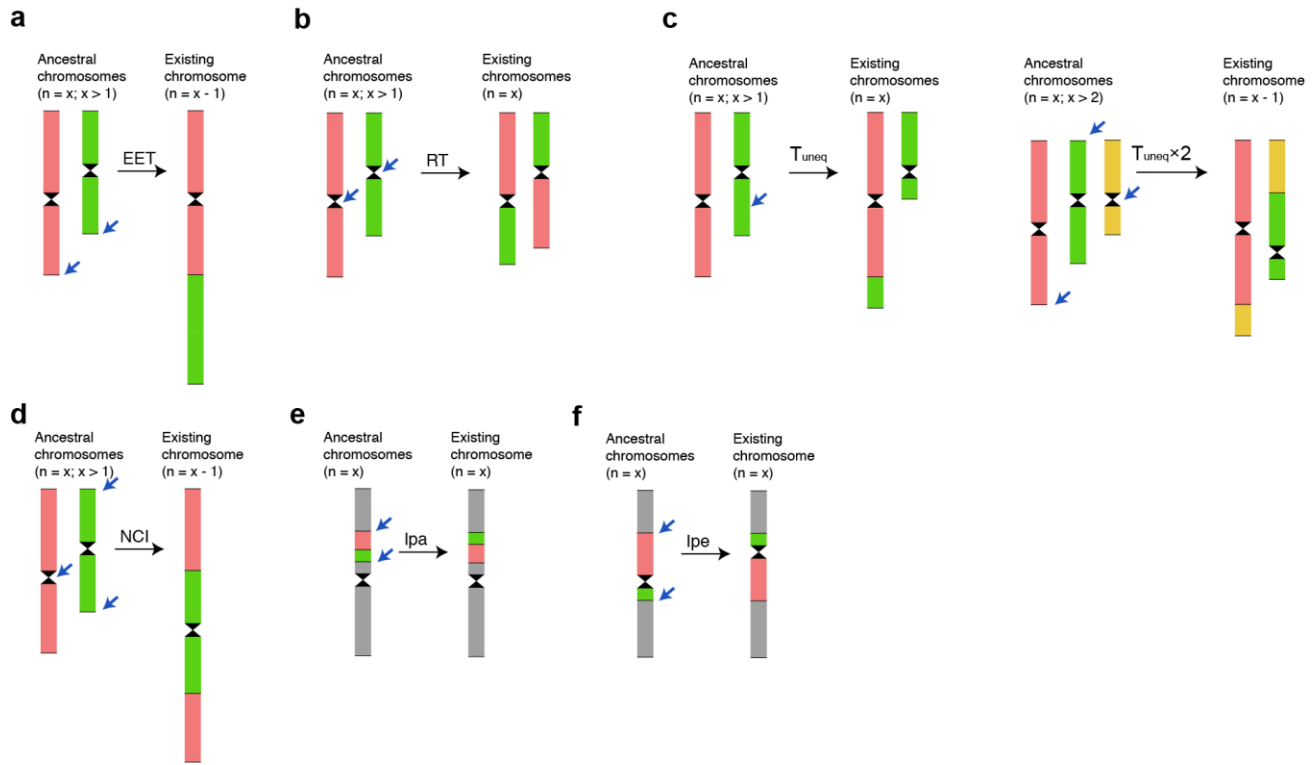 a
Ancestral
chromosomes
(n = x; x > 1)
Existing
chromosome
(n = x - 1)
EET
b
Ancestral
chromosomes
(n = x; x > 1)
Existing
chromosome
(n = x)
RT
c
Ancestral
chromosomes
(n = x; x > 1)
Existing
chromosome
(n = x)
Tuneq
Ancestral
chromosomes
(n = x; x > 2)
Existing
chromosome
(n = x - 1)
Tuneq×2
d
Ancestral
chromosomes
(n = x; x > 1)
Existing
chromosome
(n = x - 1)
NCI
e
Ancestral
chromosomes
(n = x)
Existing
chromosome
(n = x)
Ipa
f
Ancestral
chromosomes
(n = x)
Existing
chromosome
(n = x)
Ipe